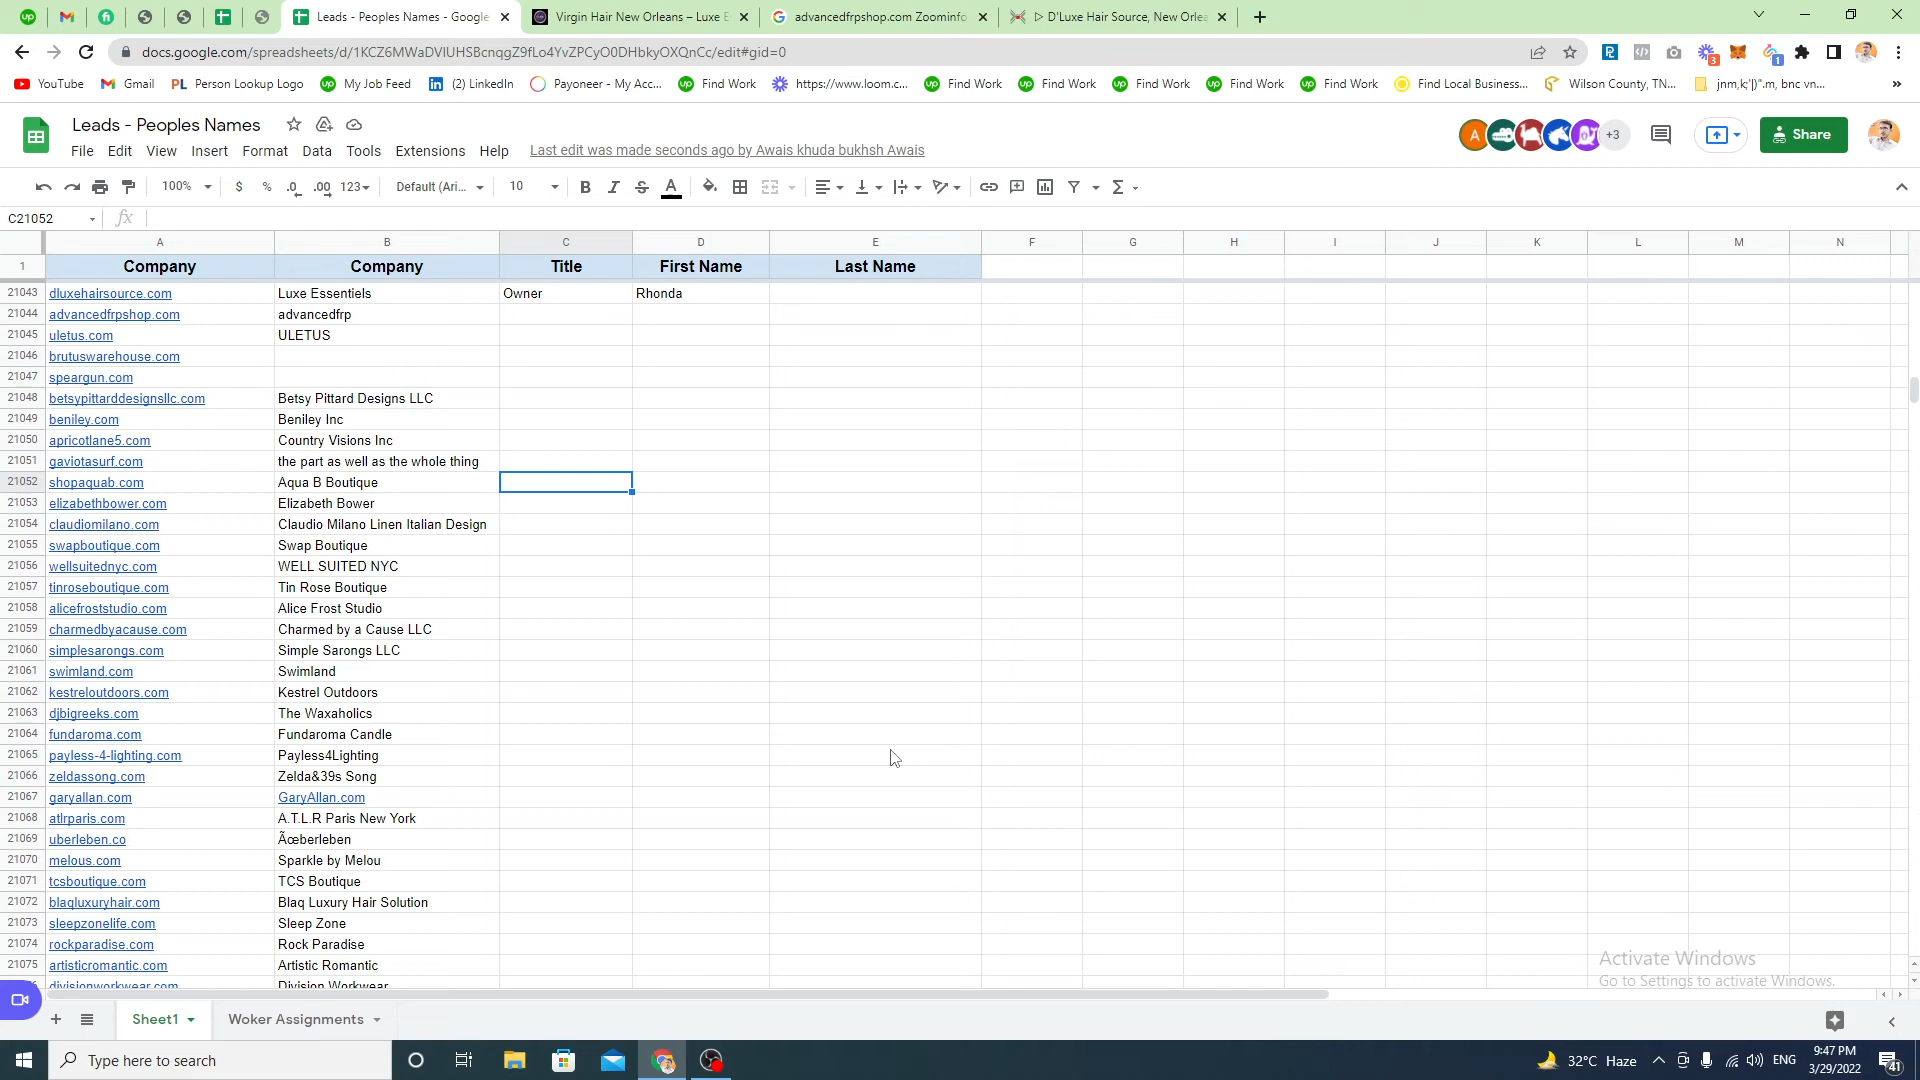 Leads - Peoples Names - Google
Virgin Hair New Orleans – Luxe E
advancedfrpshop.com Zoominfo
▷ D'Luxe Hair Source, New Orlea
docs.google.com/spreadsheets/d/1KCZ6MWaDVIUHSBcnqgZ9fLo4YvZPCyO0DHbkyOXQnCc/edit#gid=0
YouTube Gmail PL Person Lookup Logo My Job Feed (2) LinkedIn Payoneer - My Acc... Find Work https://www.loom.c... Find Work Find Work Find Work Find Work Find Work Find Local Business... Wilson County, TN... jnm,k;'|)".m, bnc vn... »
Leads - Peoples Names
A +3 Share
File Edit View Insert Format Data Tools Extensions Help Last edit was made seconds ago by Awais khuda bukhsh Awais
100% $ % .0 .00 123 Default (Ari... 10 B I S A Σ
C21052 fx
A B C D E F G H I J K L M N
1 Company Company Title First Name Last Name
21043 dluxehairsource.com Luxe Essentiels Owner Rhonda
21044 advancedfrpshop.com advancedfrp
21045 uletus.com ULETUS
21046 brutuswarehouse.com
21047 speargun.com
21048 betsypittarddesignsllc.com Betsy Pittard Designs LLC
21049 beniley.com Beniley Inc
21050 apricotlane5.com Country Visions Inc
21051 gaviotasurf.com the part as well as the whole thing
21052 shopaquab.com Aqua B Boutique
21053 elizabethbower.com Elizabeth Bower
21054 claudiomilano.com Claudio Milano Linen Italian Design
21055 swapboutique.com Swap Boutique
21056 wellsuitednyc.com WELL SUITED NYC
21057 tinroseboutique.com Tin Rose Boutique
21058 alicefroststudio.com Alice Frost Studio
21059 charmedbyacause.com Charmed by a Cause LLC
21060 simplesarongs.com Simple Sarongs LLC
21061 swimland.com Swimland
21062 kestreloutdoors.com Kestrel Outdoors
21063 djbigreeks.com The Waxaholics
21064 fundaroma.com Fundaroma Candle
21065 payless-4-lighting.com Payless4Lighting
21066 zeldassong.com Zelda&39s Song
21067 garyallan.com GaryAllan.com
21068 atlrparis.com A.T.L.R Paris New York
21069 uberleben.co Ãœberleben
21070 melous.com Sparkle by Melou
21071 tcsboutique.com TCS Boutique
21072 blaqluxuryhair.com Blaq Luxury Hair Solution
21073 sleepzonelife.com Sleep Zone
21074 rockparadise.com Rock Paradise
21075 artisticromantic.com Artistic Romantic
divisionworkwear.com Division Workwear
Activate Windows
Go to Settings to activate Windows.
Sheet1 Woker Assignments
Type here to search
32°C Haze ENG 9:47 PM
3/29/2022 41